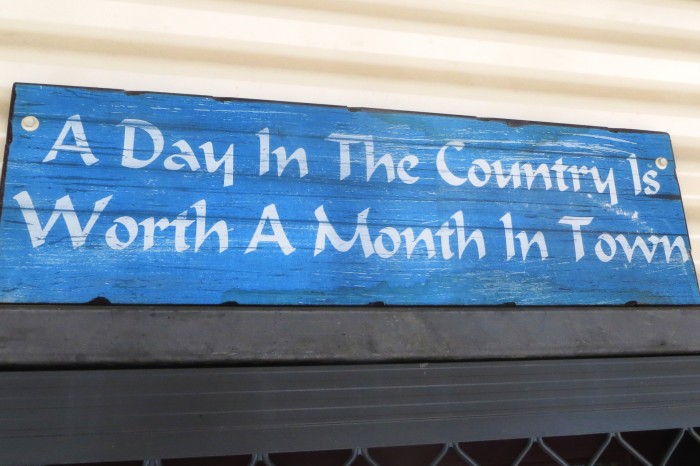 A Day In The Country Is
Worth A Month In Town